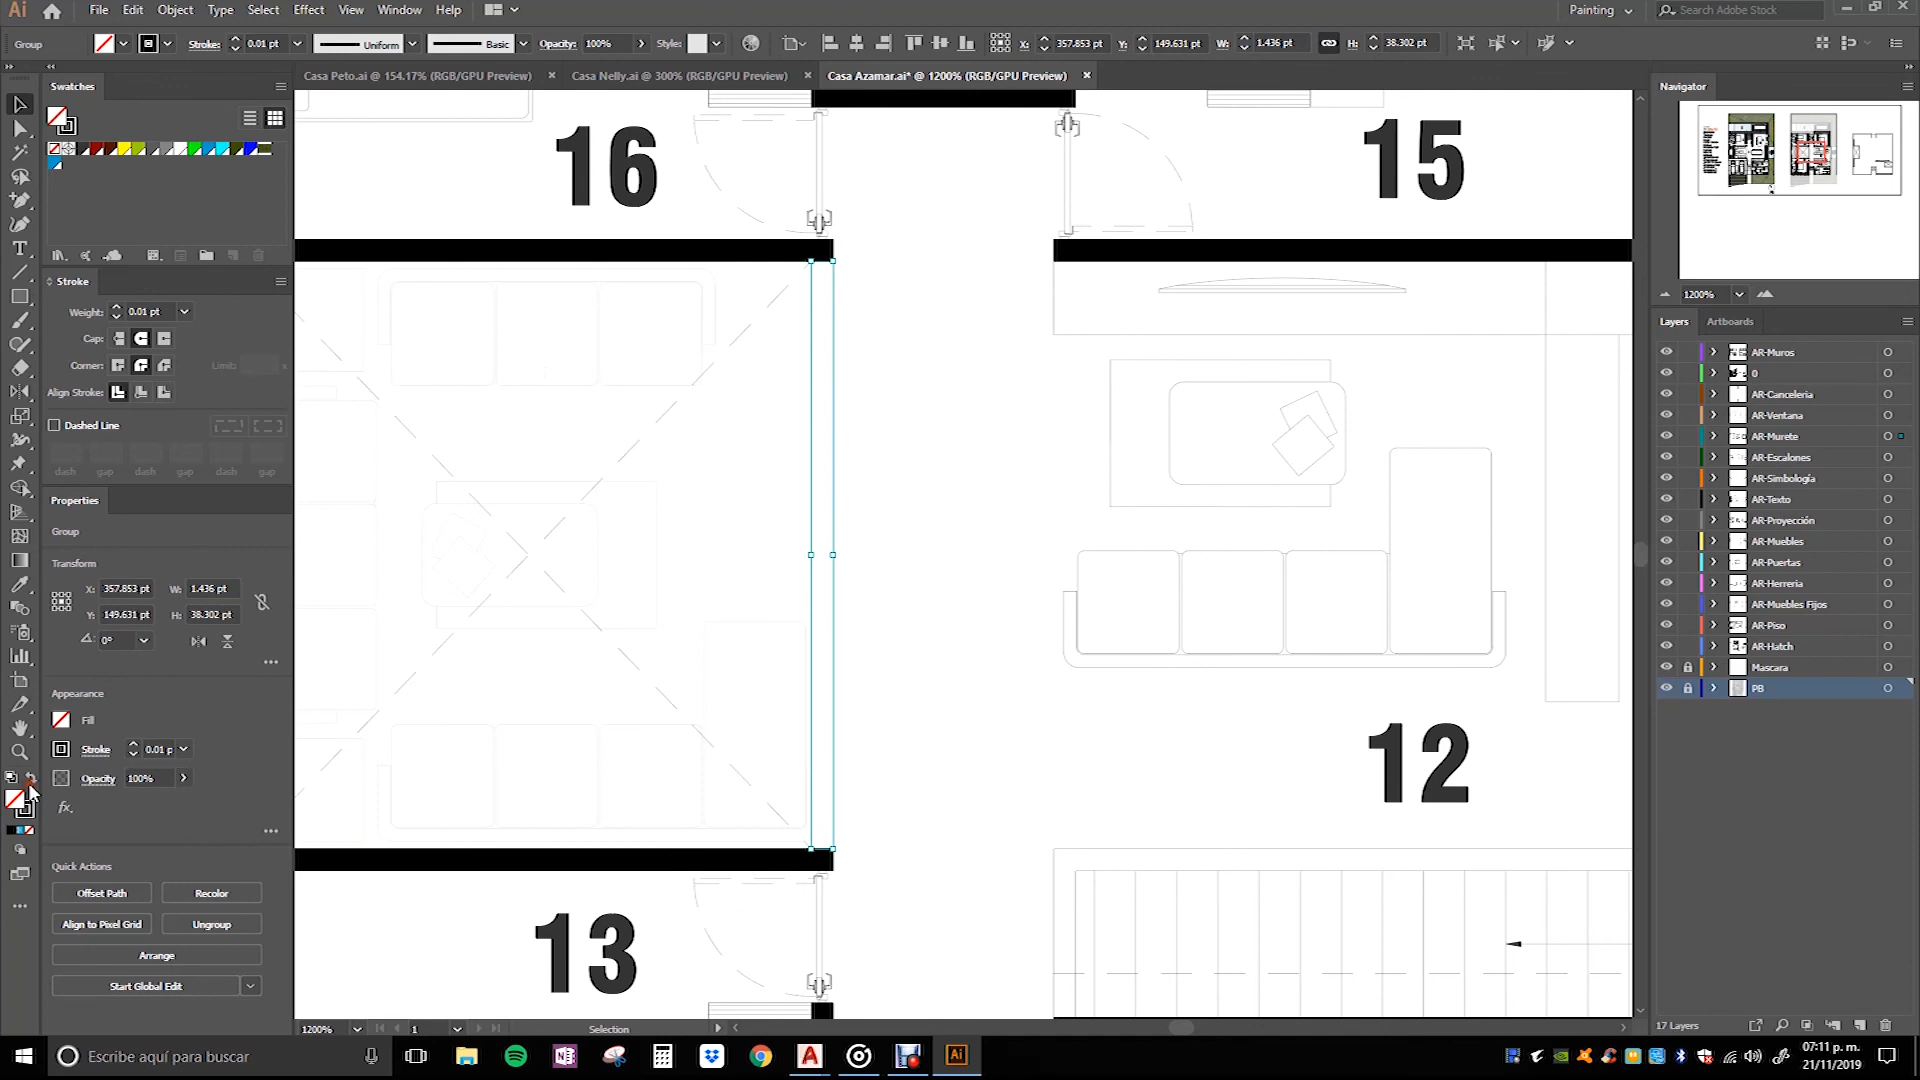 Ai File Edit Object Type Select Effect View Window Help Painting Search Adobe Stock
Group Stroke: 0.01 pt Uniform Basic Opacity: 100% Style: X: 357.853 pt Y: 149.631 pt W: 1.436 pt H: 38.302 pt
Casa Peto.ai @ 154.17% (RGB/GPU Preview) Casa Nelly.ai @ 300% (RGB/GPU Preview) Casa Azamar.ai* @ 1200% (RGB/GPU Preview)
Swatches
Stroke
Weight: 0.01 pt
Cap:
Corner: Limit: x
Align Stroke:
Dashed Line
dash gap dash gap dash gap
Properties
Group
Transform
X: 357.853 pt W: 1.436 pt
Y: 149.631 pt H: 38.302 pt
0°
Appearance
Fill
Stroke 0.01 p
Opacity 100%
fx.
Quick Actions
Offset Path Recolor
Align to Pixel Grid Ungroup
Arrange
Start Global Edit
16
15
12
13
1200% 1 Selection
Navigator
1200%
Layers Artboards
AR-Muros
0
AR-Canceleria
AR-Ventana
AR-Murete
AR-Escalones
AR-Simbología
AR-Texto
AR-Proyección
AR-Muebles
AR-Puertas
AR-Herreria
AR-Muebles Fijos
AR-Piso
AR-Hatch
Mascara
PB
17 Layers
Escribe aquí para buscar
07:11 p. m.
21/11/2019